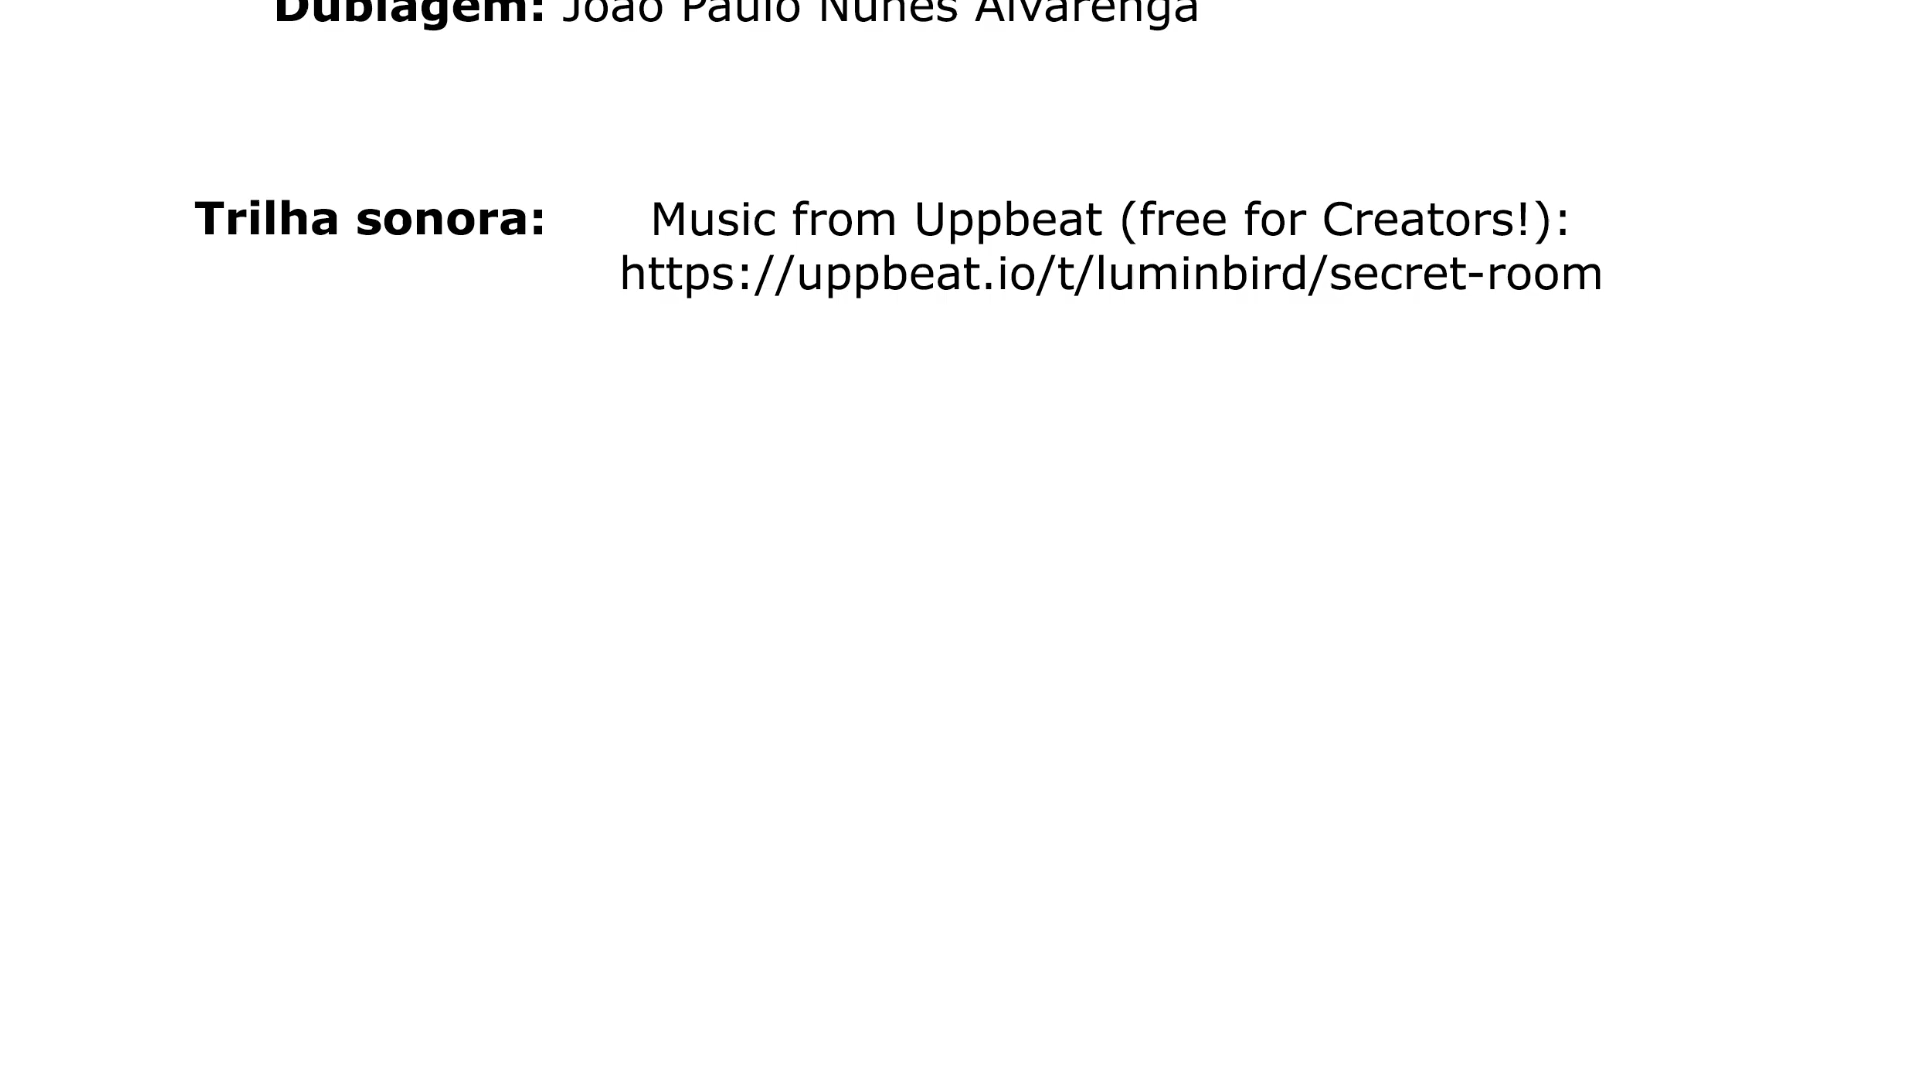 Dublagem: João Paulo Nunes Alvarenga
Trilha sonora: Music from Uppbeat (free for Creators!):
https://uppbeat.io/t/luminbird/secret-room